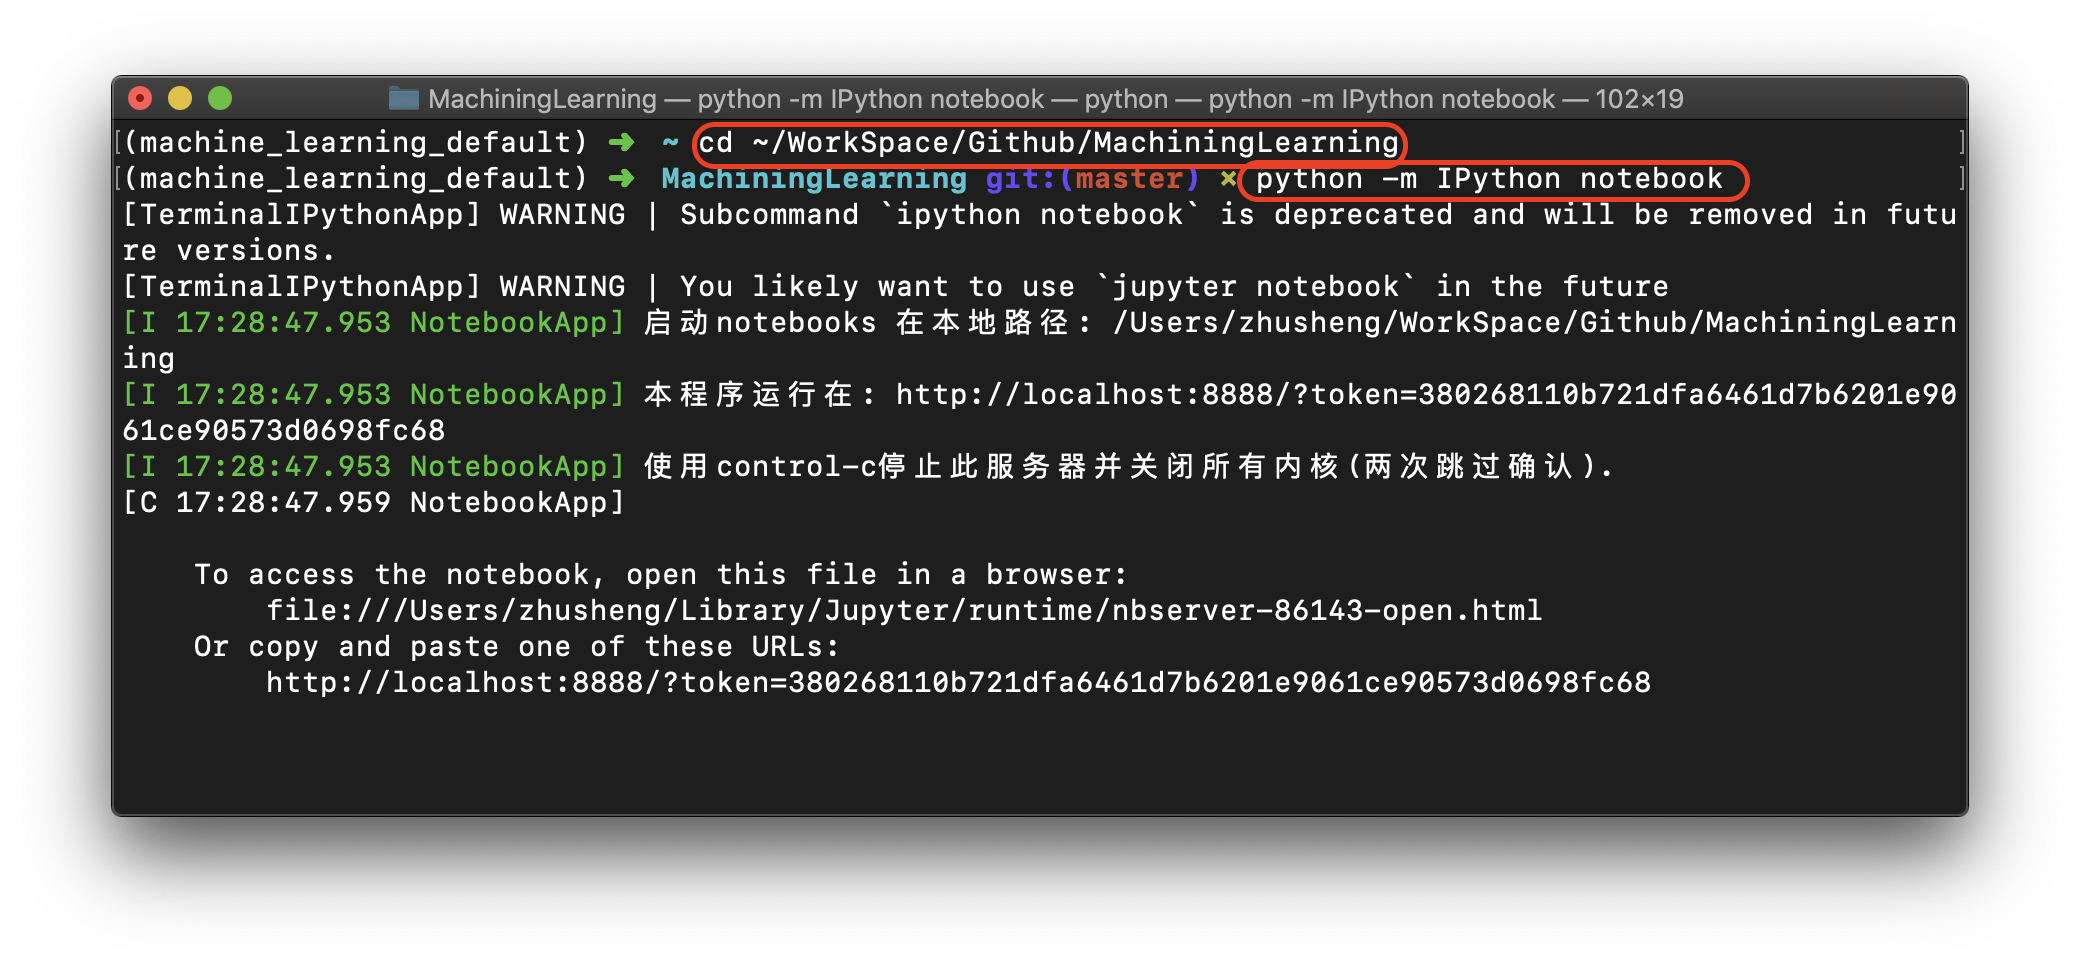 MachiningLearning — python -m IPython notebook — python — python -m IPython notebook — 102×19
[(machine_learning_default) ➜ ~ cd ~/WorkSpace/Github/MachiningLearning ]
[(machine_learning_default) ➜ MachiningLearning git:(master) × python -m IPython notebook ]
[TerminalIPythonApp] WARNING | Subcommand `ipython notebook` is deprecated and will be removed in futu
re versions.
[TerminalIPythonApp] WARNING | You likely want to use `jupyter notebook` in the future
[I 17:28:47.953 NotebookApp] 启动notebooks 在本地路径: /Users/zhusheng/WorkSpace/Github/MachiningLearn
ing
[I 17:28:47.953 NotebookApp] 本程序运行在: http://localhost:8888/?token=380268110b721dfa6461d7b6201e90
61ce90573d0698fc68
[I 17:28:47.953 NotebookApp] 使用control-c停止此服务器并关闭所有内核(两次跳过确认).
[C 17:28:47.959 NotebookApp]
To access the notebook, open this file in a browser:
file:///Users/zhusheng/Library/Jupyter/runtime/nbserver-86143-open.html
Or copy and paste one of these URLs:
http://localhost:8888/?token=380268110b721dfa6461d7b6201e9061ce90573d0698fc68